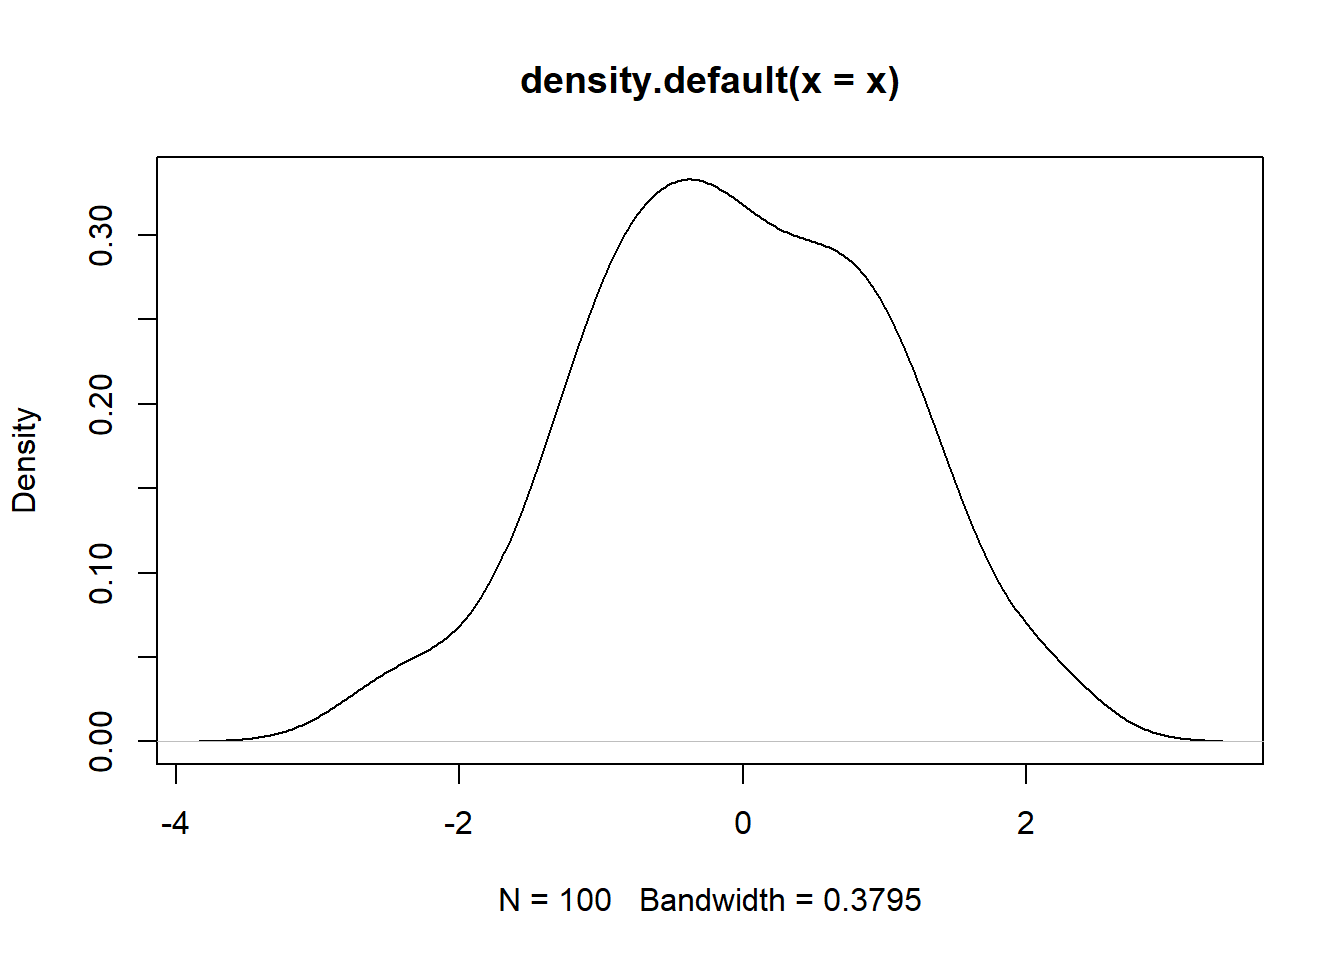 density.default(x = x)
Density
0.30
0.20
0.10
0.00
-4 -2 0 2
N = 100 Bandwidth = 0.3795